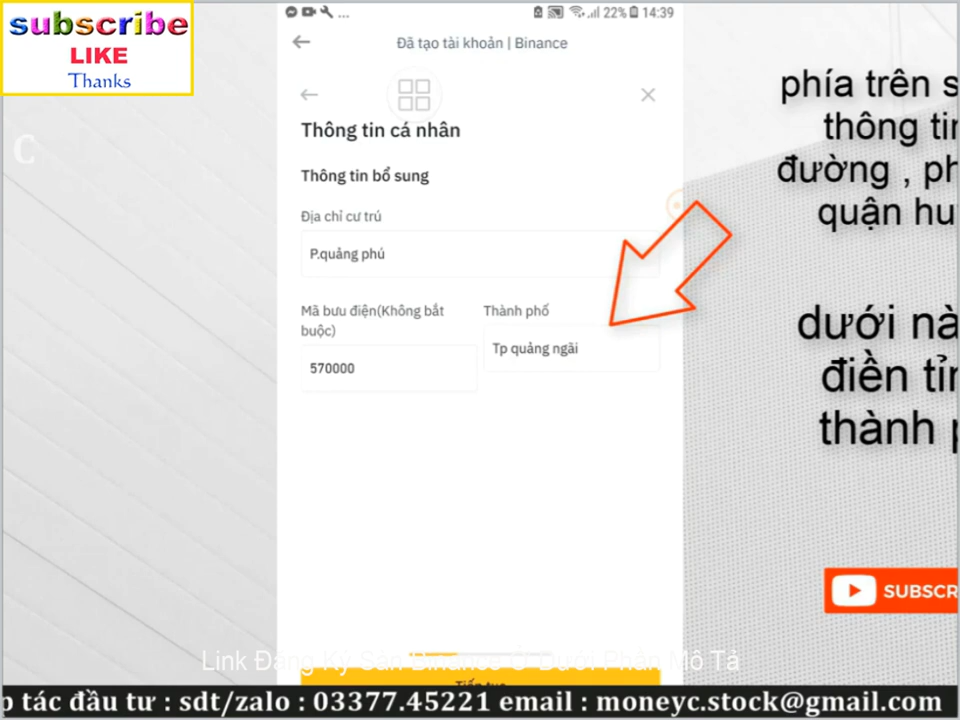 subscribe
LIKE
Thanks
... 22% 14:39
Đã tạo tài khoản | Binance
C
Thông tin cá nhân
Thông tin bổ sung
Địa chỉ cư trú
P.quảng phú
Mã bưu điện(Không bắt
buộc)
570000
Thành phố
Tp quảng ngãi
phía trên s
thông tin
đường , ph
quận hu
dưới nà
điền tỉn
thành p
SUBSCR
Link Đăng Ký Sàn Binance Ở Dưới Phần Mô Tả
Tiếp tục
p tác đầu tư : sdt/zalo : 03377.45221 email : moneyc.stock@gmail.com